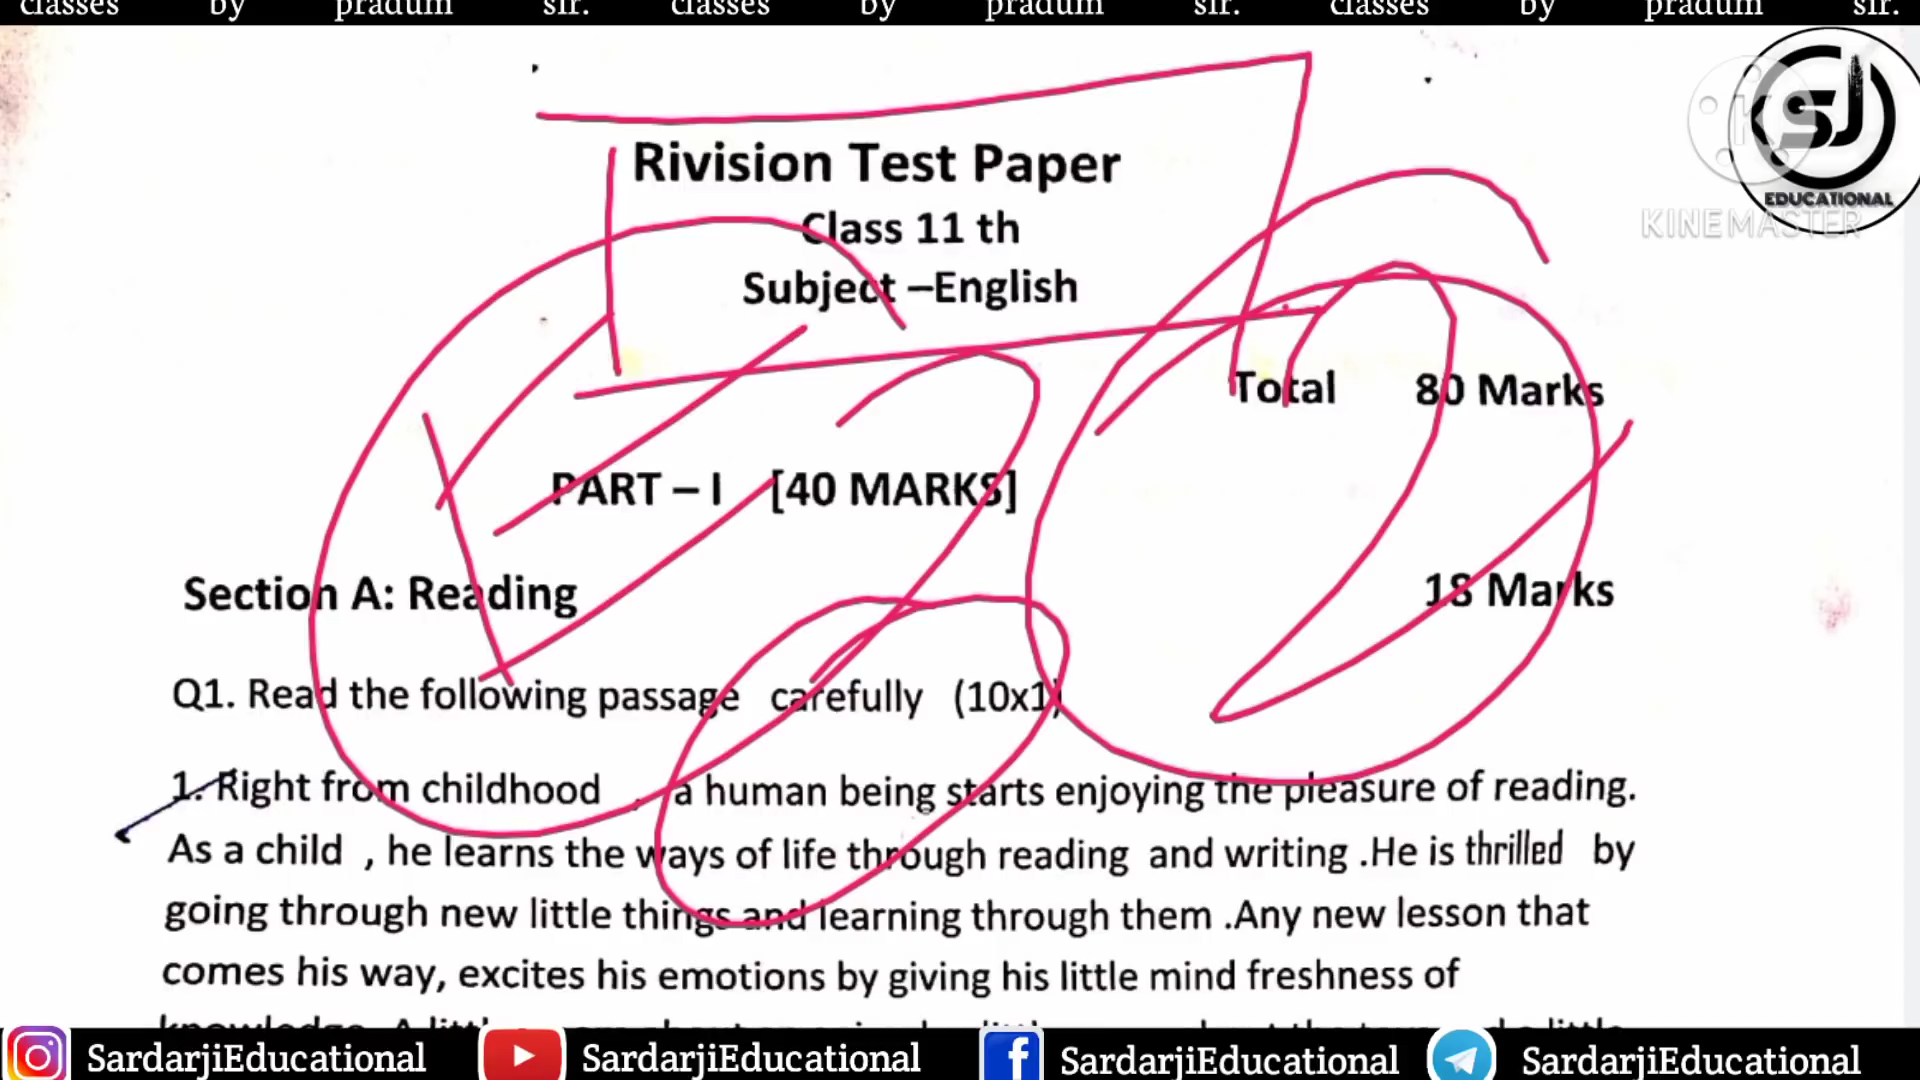 classes by pradum sir. classes by pradum sir. classes by pradum sir.
SJ
EDUCATIONAL
KINEMASTER
Rivision Test Paper
Class 11 th
Subject –English
Total 80 Marks
PART – I [40 MARKS]
Section A: Reading 18 Marks
Q1. Read the following passage carefully (10x1)
1. Right from childhood , a human being starts enjoying the pleasure of reading.
As a child , he learns the ways of life through reading and writing .He is thrilled by
going through new little things and learning through them .Any new lesson that
comes his way, excites his emotions by giving his little mind freshness of
SardarjiEducational SardarjiEducational SardarjiEducational SardarjiEducational